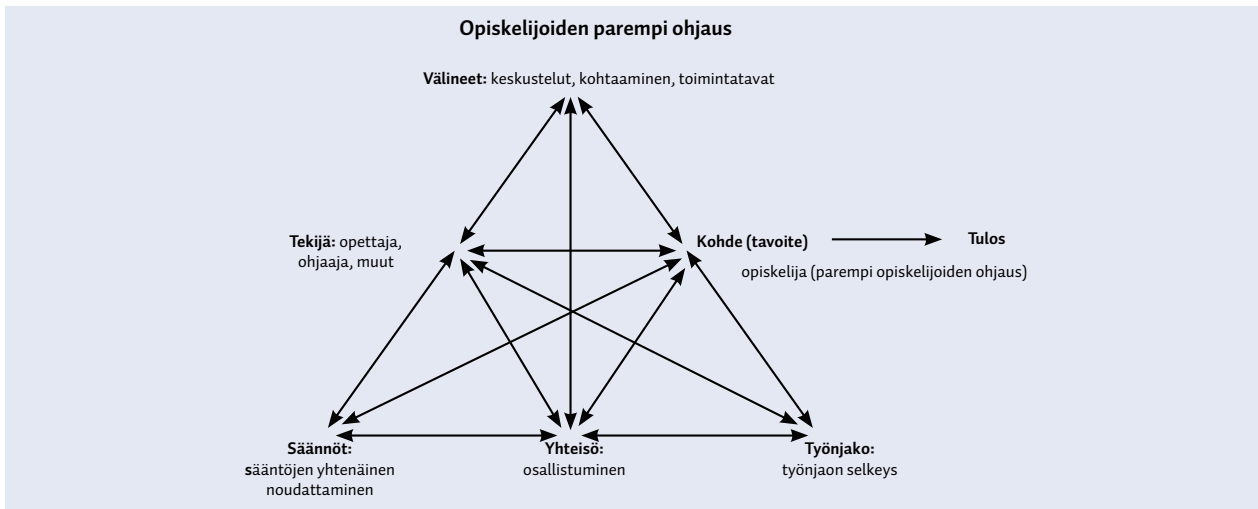 Opiskelijoiden parempi ohjaus
Välineet: keskustelut, kohtaaminen, toimintatavat
Tekijä: opettaja,
ohjaaja, muut
Kohde (tavoite)
Tulos
opiskelija (parempi opiskelijoiden ohjaus)
Säännöt:
sääntöjen yhtenäinen
noudattaminen
Yhteisö:
osallistuminen
Työnjako:
työnjaon selkeys